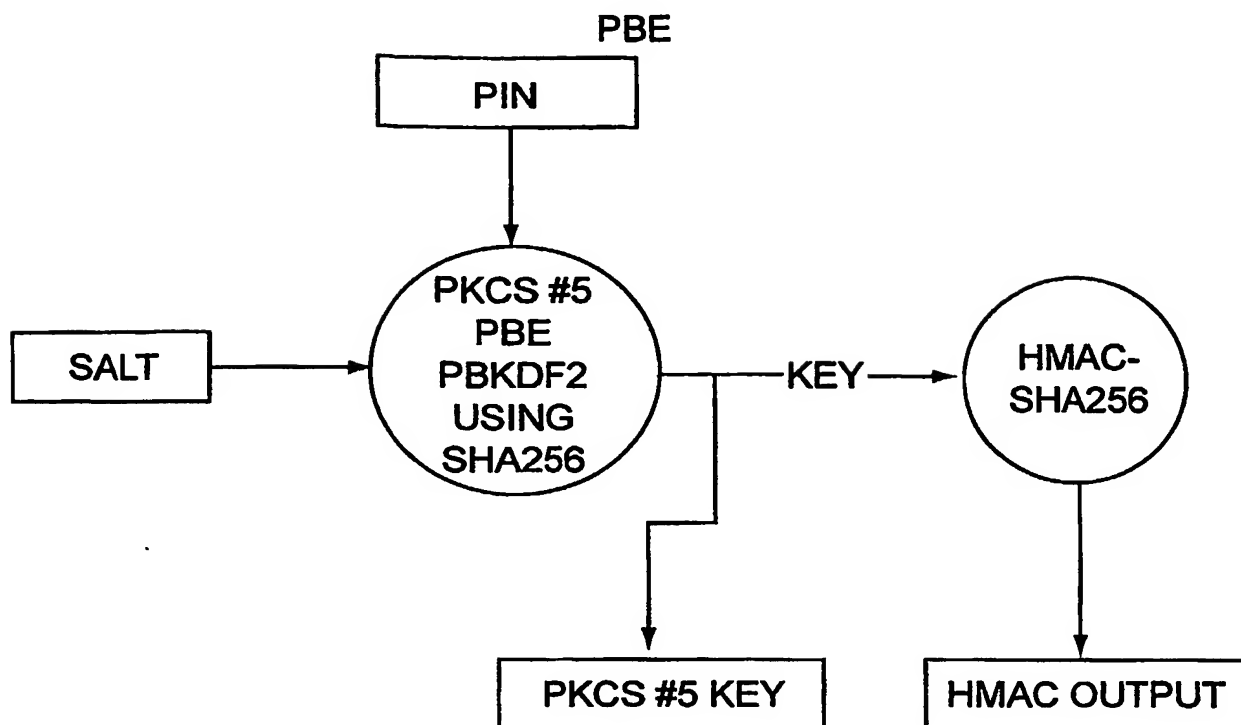 PBE
PIN
PKCS #5
PBE
PBKDF2
USING
SHA256
SALT
KEY
HMAC-
SHA256
PKCS #5 KEY
HMAC OUTPUT